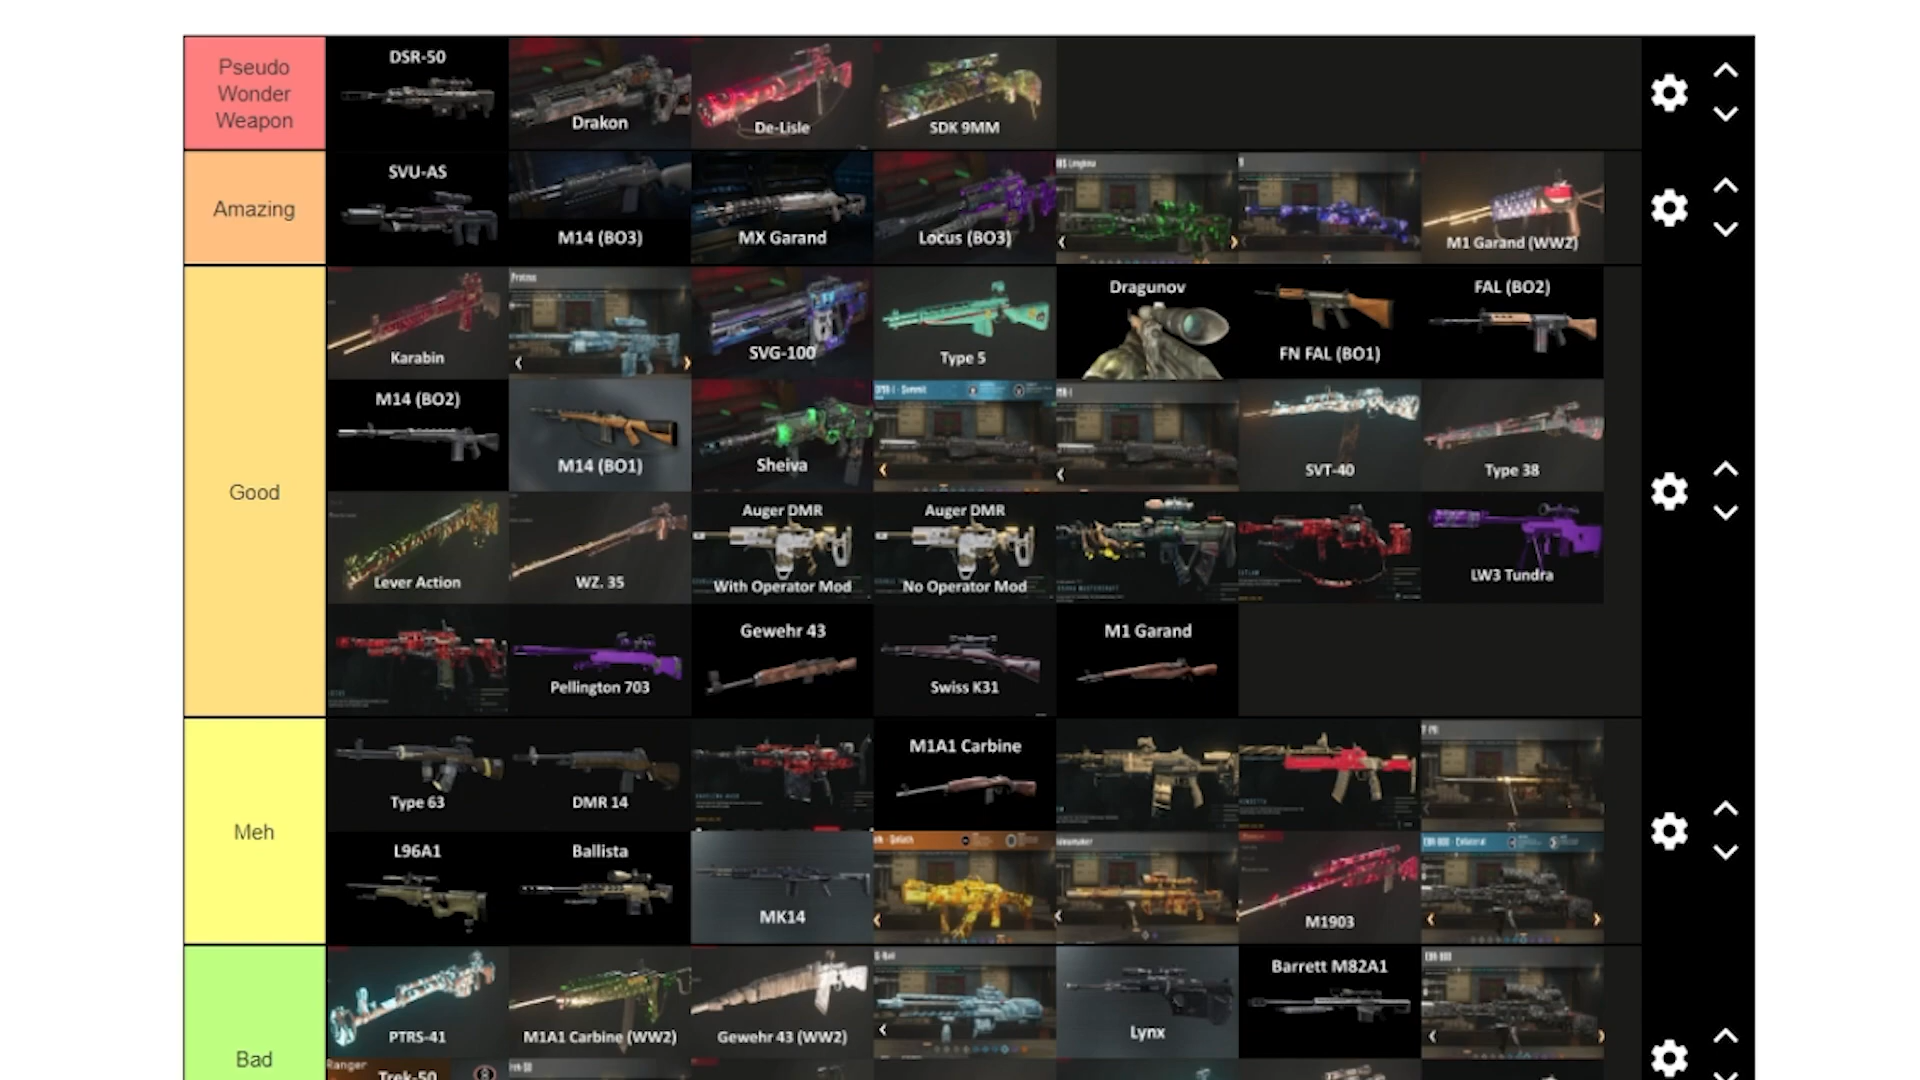 Pseudo
Wonder
Weapon
DSR-50
Drakon
De-Lisle
SDK 9MM
Amazing
SVU-AS
M14 (BO3)
MX Garand
Locus (BO3)
M1 Garand (WW2)
Good
Karabin
Proteus
SVG-100
Type 5
Dragunov
FN FAL (BO1)
FAL (BO2)
M14 (BO2)
M14 (BO1)
Sheiva
SVT-40
Type 38
Lever Action
WZ. 35
Auger DMR
With Operator Mod
Auger DMR
No Operator Mod
LW3 Tundra
Pellington 703
Gewehr 43
Swiss K31
M1 Garand
Meh
Type 63
DMR 14
M1A1 Carbine
L96A1
Ballista
MK14
M1903
Bad
PTRS-41
M1A1 Carbine (WW2)
Gewehr 43 (WW2)
Lynx
Barrett M82A1
Ranger
Trek-50